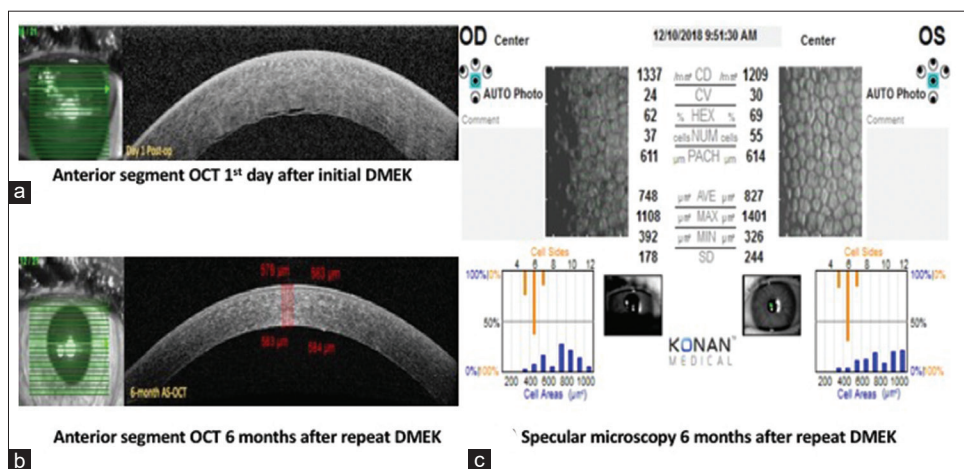 Day 1 Post-op
a
Anterior segment OCT 1st day after initial DMEK
579 µm
583 µm
584 µm
6-month AS-OCT
b
Anterior segment OCT 6 months after repeat DMEK
OD Center 12/10/2018 9:51:30 AM Center OS
AUTO Photo AUTO Photo
Comment Comment
1337 /mm² CD /mm² 1209
24 CV 30
62 % HEX % 69
37 cells NUM cells 55
611 µm PACH µm 614
748 µm² AVE µm² 827
1108 µm² MAX µm² 1401
392 µm² MIN µm² 326
178 SD 244
Cell Sides Cell Sides
4 6 8 10 12 4 6 8 10 12
100% 0% 100% 0%
50% 50%
0% 100% 0% 100%
200 400 600 800 1000 200 400 600 800 1000
Cell Areas (µm²) Cell Areas (µm²)
KONAN
MEDICAL
c
Specular microscopy 6 months after repeat DMEK